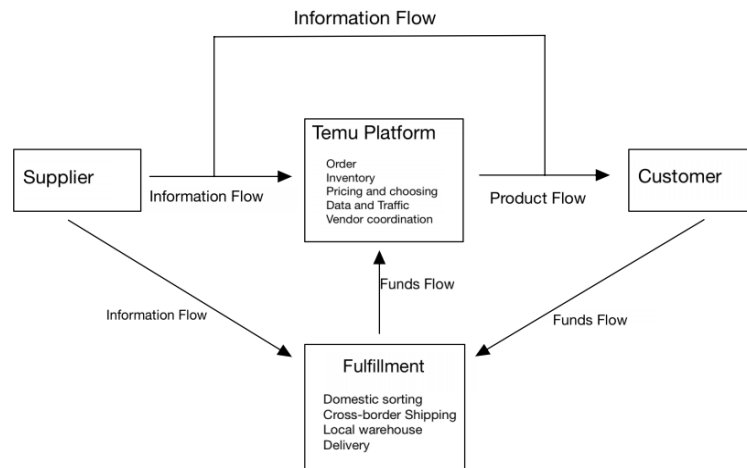 Information Flow
Temu Platform
Order
Inventory
Pricing and choosing
Data and Traffic
Vendor coordination
Supplier
Information Flow
Product Flow
Customer
Information Flow
Funds Flow
Funds Flow
Fulfillment
Domestic sorting
Cross-border Shipping
Local warehouse
Delivery